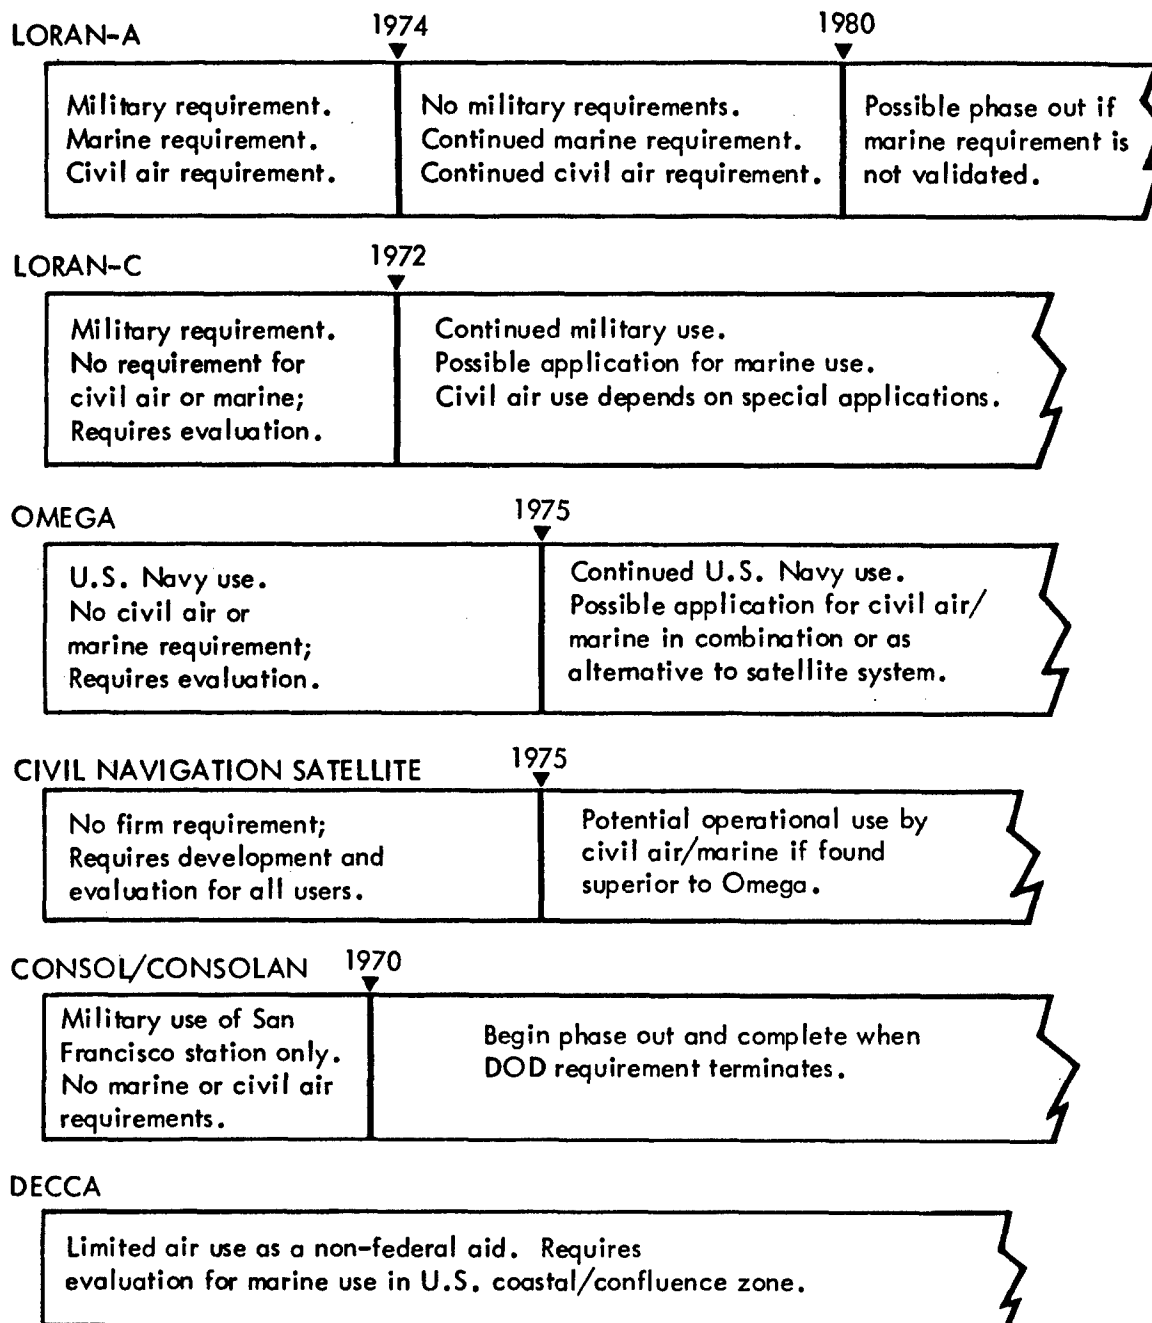 LORAN-A
1974
1980
Military requirement.
Marine requirement.
Civil air requirement.
No military requirements.
Continued marine requirement.
Continued civil air requirement.
Possible phase out if
marine requirement is
not validated.
LORAN-C
1972
Military requirement.
No requirement for
civil air or marine;
Requires evaluation.
Continued military use.
Possible application for marine use.
Civil air use depends on special applications.
OMEGA
1975
U.S. Navy use.
No civil air or
marine requirement;
Requires evaluation.
Continued U.S. Navy use.
Possible application for civil air/
marine in combination or as
alternative to satellite system.
CIVIL NAVIGATION SATELLITE
1975
No firm requirement;
Requires development and
evaluation for all users.
Potential operational use by
civil air/marine if found
superior to Omega.
CONSOL/CONSOLAN
1970
Military use of San
Francisco station only.
No marine or civil air
requirements.
Begin phase out and complete when
DOD requirement terminates.
DECCA
Limited air use as a non-federal aid. Requires
evaluation for marine use in U.S. coastal/confluence zone.